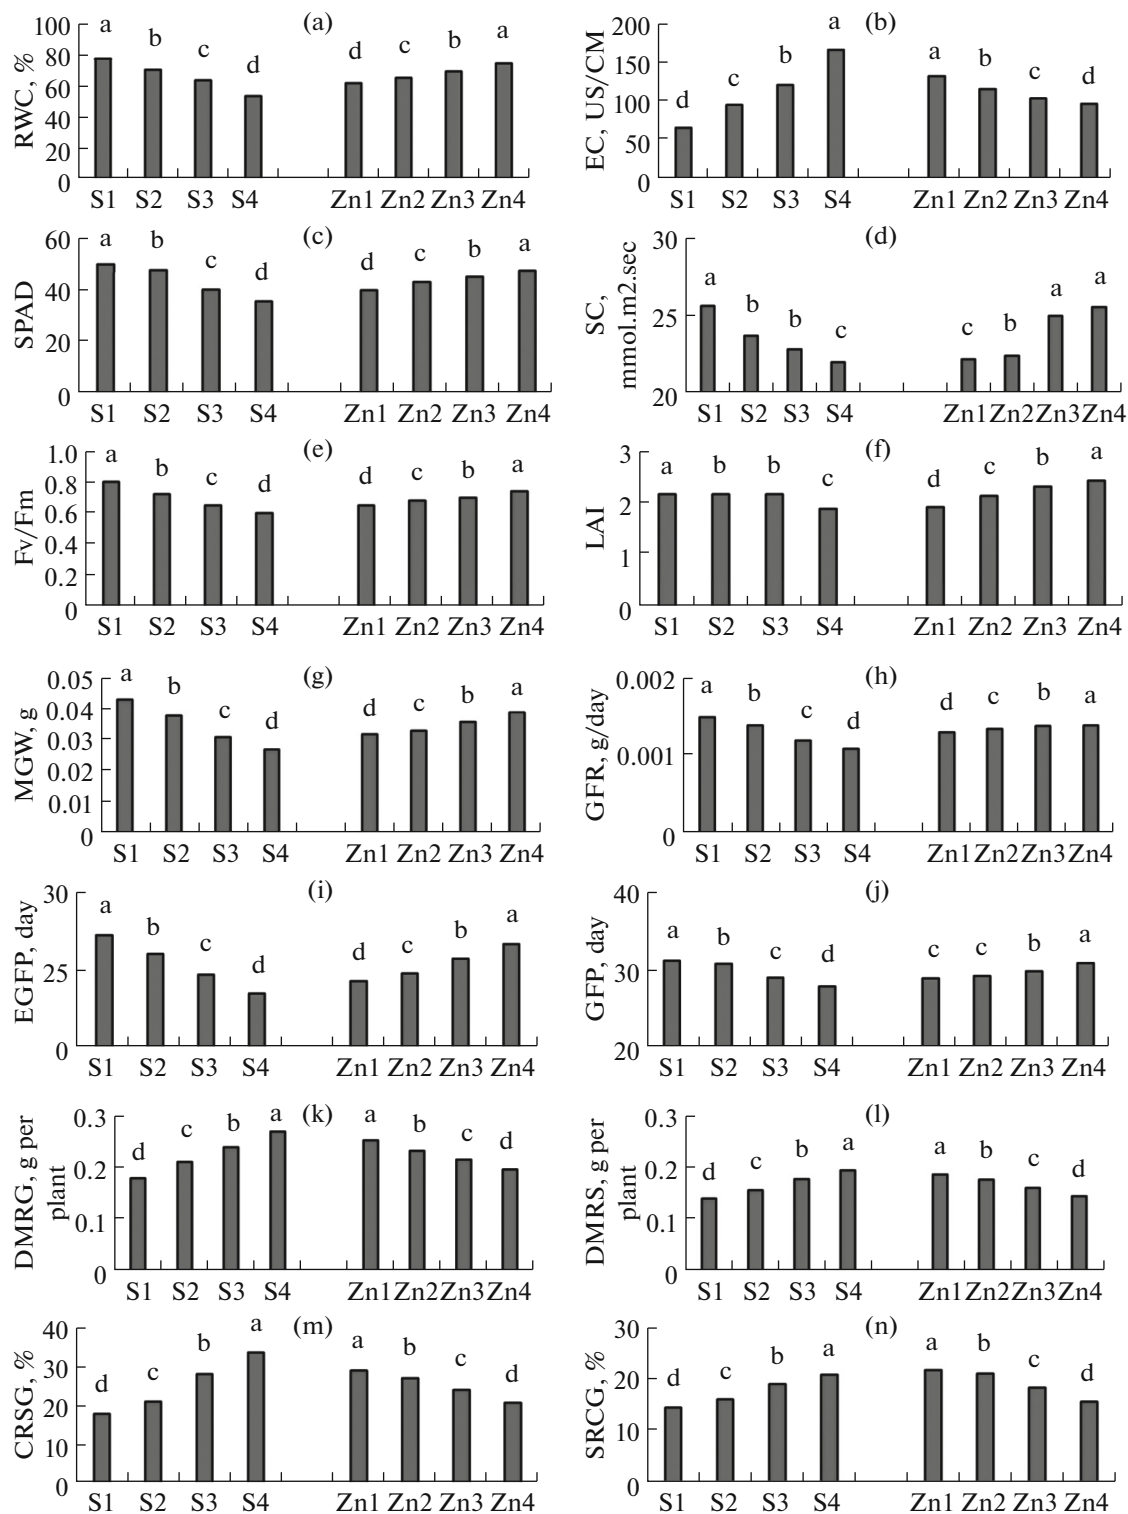 (a)
RWC, %
100
80
60
40
20
0
a b c d d c b a
S1 S2 S3 S4 Zn1 Zn2 Zn3 Zn4
(b)
EC, US/CM
200
150
100
50
0
d c b a a b c d
S1 S2 S3 S4 Zn1 Zn2 Zn3 Zn4
(c)
SPAD
60
40
20
0
a b c d d c b a
S1 S2 S3 S4 Zn1 Zn2 Zn3 Zn4
(d)
SC,
mmol.m2.sec
30
25
20
a b b c c b a a
S1 S2 S3 S4 Zn1 Zn2 Zn3 Zn4
(e)
Fv/Fm
1.0
0.8
0.6
0.4
0.2
0
a b c d d c b a
S1 S2 S3 S4 Zn1 Zn2 Zn3 Zn4
(f)
LAI
3
2
1
0
a b b c d c b a
S1 S2 S3 S4 Zn1 Zn2 Zn3 Zn4
(g)
MGW, g
0.05
0.04
0.03
0.02
0.01
0
a b c d d c b a
S1 S2 S3 S4 Zn1 Zn2 Zn3 Zn4
(h)
GFR, g/day
0.002
0.001
0
a b c d d c b a
S1 S2 S3 S4 Zn1 Zn2 Zn3 Zn4
(i)
EGFP, day
30
25
0
a b c d d c b a
S1 S2 S3 S4 Zn1 Zn2 Zn3 Zn4
(j)
GFP, day
40
30
20
a b c d c c b a
S1 S2 S3 S4 Zn1 Zn2 Zn3 Zn4
(k)
DMRG, g per
plant
0.3
0.2
0.1
0
d c b a a b c d
S1 S2 S3 S4 Zn1 Zn2 Zn3 Zn4
(l)
DMRS, g per
plant
0.3
0.2
0.1
0
d c b a a b c d
S1 S2 S3 S4 Zn1 Zn2 Zn3 Zn4
(m)
CRSG, %
40
30
20
10
0
d c b a a b c d
S1 S2 S3 S4 Zn1 Zn2 Zn3 Zn4
(n)
SRCG, %
30
20
10
0
d c b a a b c d
S1 S2 S3 S4 Zn1 Zn2 Zn3 Zn4